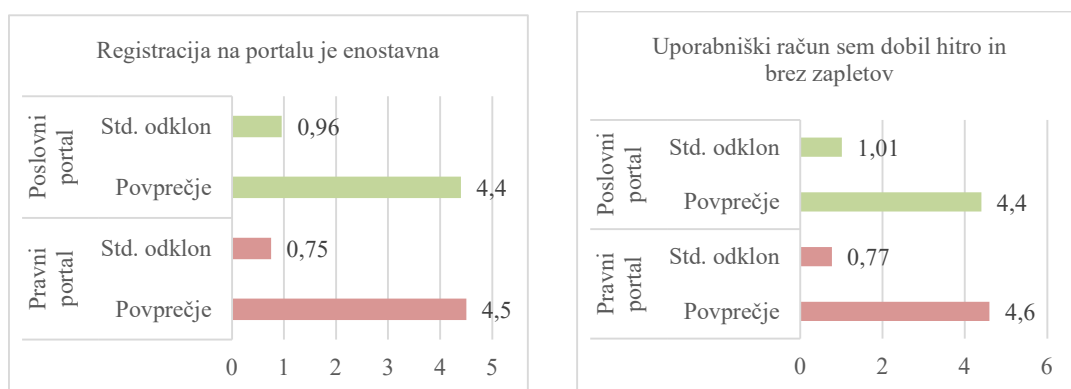 Registracija na portalu je enostavna
Poslovni
portal
Std. odklon
0,96
Povprečje
4,4
Pravni
portal
Std. odklon
0,75
Povprečje
4,5
0 1 2 3 4 5
Uporabniški račun sem dobil hitro in
brez zapletov
Poslovni
portal
Std. odklon
1,01
Povprečje
4,4
Pravni
portal
Std. odklon
0,77
Povprečje
4,6
0 2 4 6